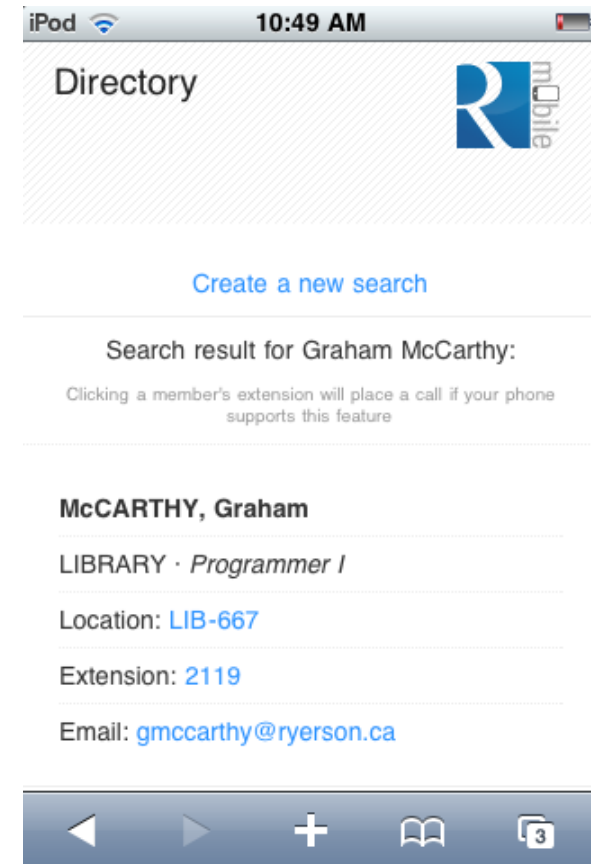 iPod 10:49 AM
Directory
R mobile
Create a new search
Search result for Graham McCarthy:
Clicking a member's extension will place a call if your phone
supports this feature
McCARTHY, Graham
LIBRARY · Programmer I
Location: LIB-667
Extension: 2119
Email: gmccarthy@ryerson.ca
3